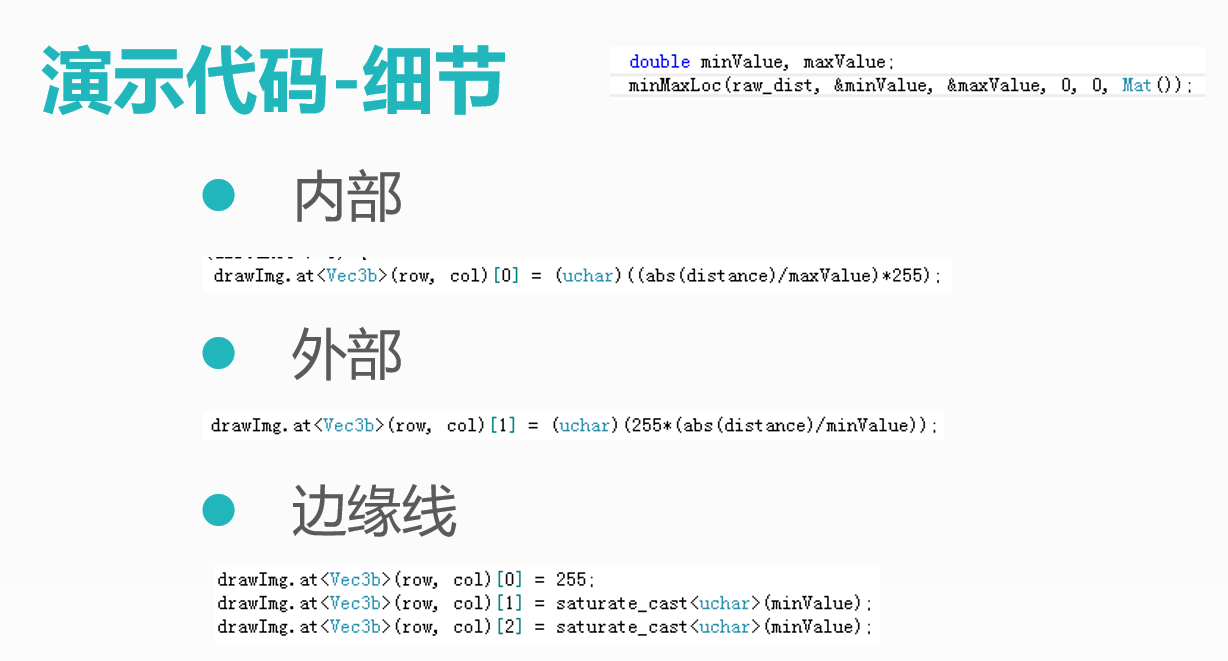 演示代码-细节
double minValue, maxValue;
minMaxLoc(raw_dist, &minValue, &maxValue, 0, 0, Mat());
内部
drawImg.at<Vec3b>(row, col)[0] = (uchar)((abs(distance)/maxValue)*255);
外部
drawImg.at<Vec3b>(row, col)[1] = (uchar)(255*(abs(distance)/minValue));
边缘线
drawImg.at<Vec3b>(row, col)[0] = 255;
drawImg.at<Vec3b>(row, col)[1] = saturate_cast<uchar>(minValue);
drawImg.at<Vec3b>(row, col)[2] = saturate_cast<uchar>(minValue);